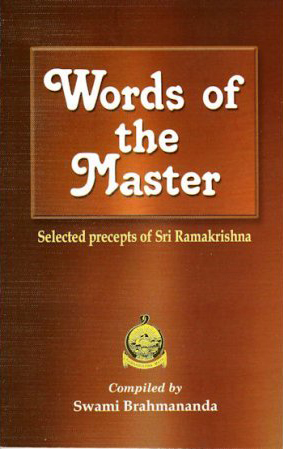 Words of
the
Master
Selected precepts of Sri Ramakrishna
Compiled by
Swami Brahmananda